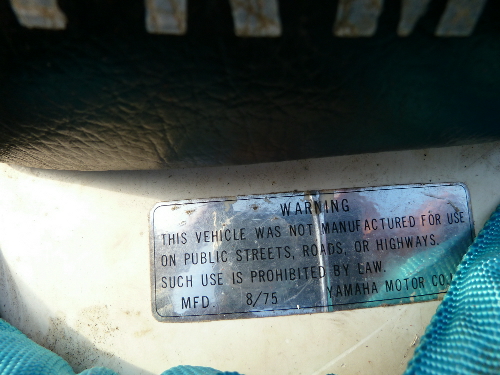 WARNING
THIS VEHICLE WAS NOT MANUFACTURED FOR USE
ON PUBLIC STREETS, ROADS, OR HIGHWAYS.
SUCH USE IS PROHIBITED BY LAW.
MFD 8/75 YAMAHA MOTOR CO.